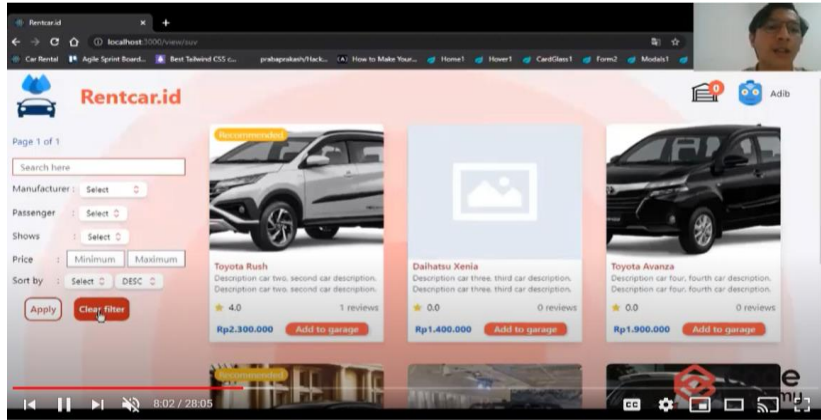 Rentcar.id
localhost:3000/view/suv
Car Rental
Agile Sprint Board...
Best Tailwind CSS c...
prabaprakash/Hack...
How to Make Your...
Home1
Hover1
CardGlass1
Form2
Modals1
Rentcar.id
0
Adib
Page 1 of 1
Search here
Manufacturer : Select
Passenger : Select
Shows : Select
Price : Minimum Maximum
Sort by : Select DESC
Apply
Clear filter
Recommended
Toyota Rush
Description car two, second car description.
Description car two, second car description.
4.0 1 reviews
Rp2.300.000 Add to garage
Daihatsu Xenia
Description car three, third car description.
Description car three, third car description.
0.0 0 reviews
Rp1.400.000 Add to garage
Toyota Avanza
Description car four, fourth car description.
Description car four, fourth car description.
0.0 0 reviews
Rp1.900.000 Add to garage
Recommended
8:02 / 28:05
CC